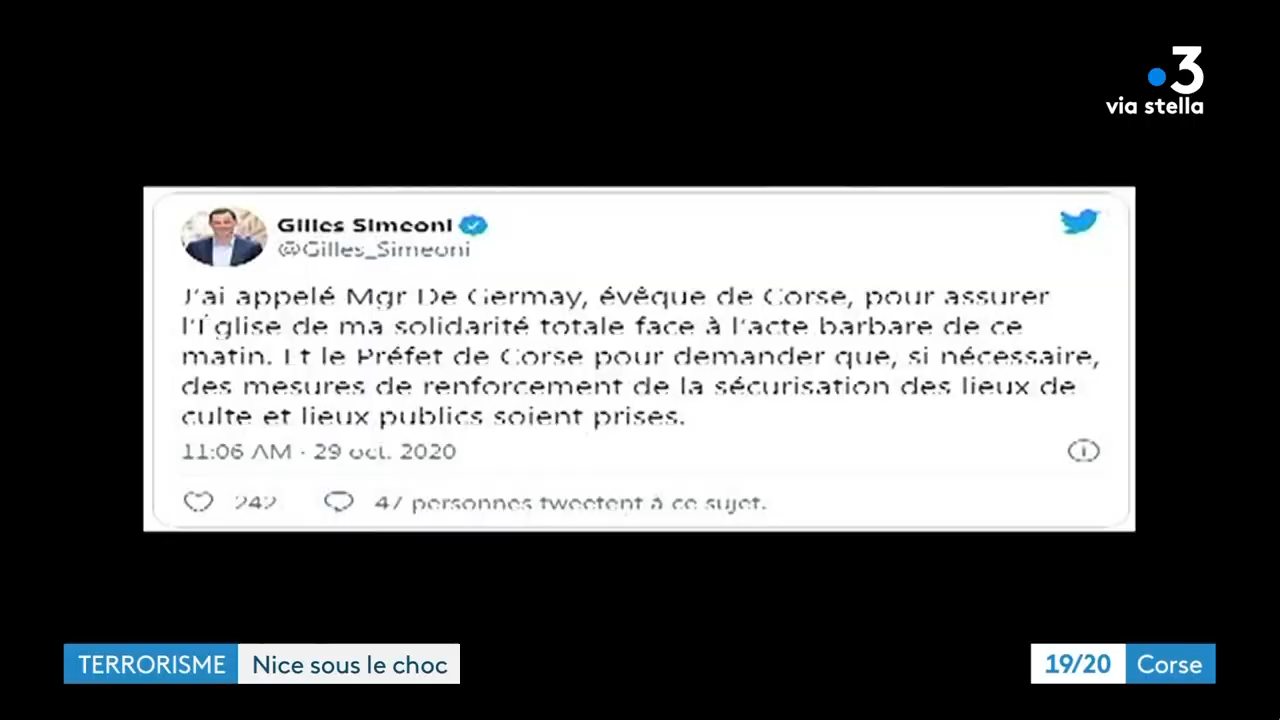 3
via stella
Gilles Simeoni
@Gilles_Simeoni
J'ai appelé Mgr De Germay, évêque de Corse, pour assurer
l'Église de ma solidarité totale face à l'acte barbare de ce
matin. Et le Préfet de Corse pour demander que, si nécessaire,
des mesures de renforcement de la sécurisation des lieux de
culte et lieux publics soient prises.
11:06 AM · 29 oct. 2020
242 47 personnes tweetent à ce sujet.
TERRORISME Nice sous le choc
19/20 Corse